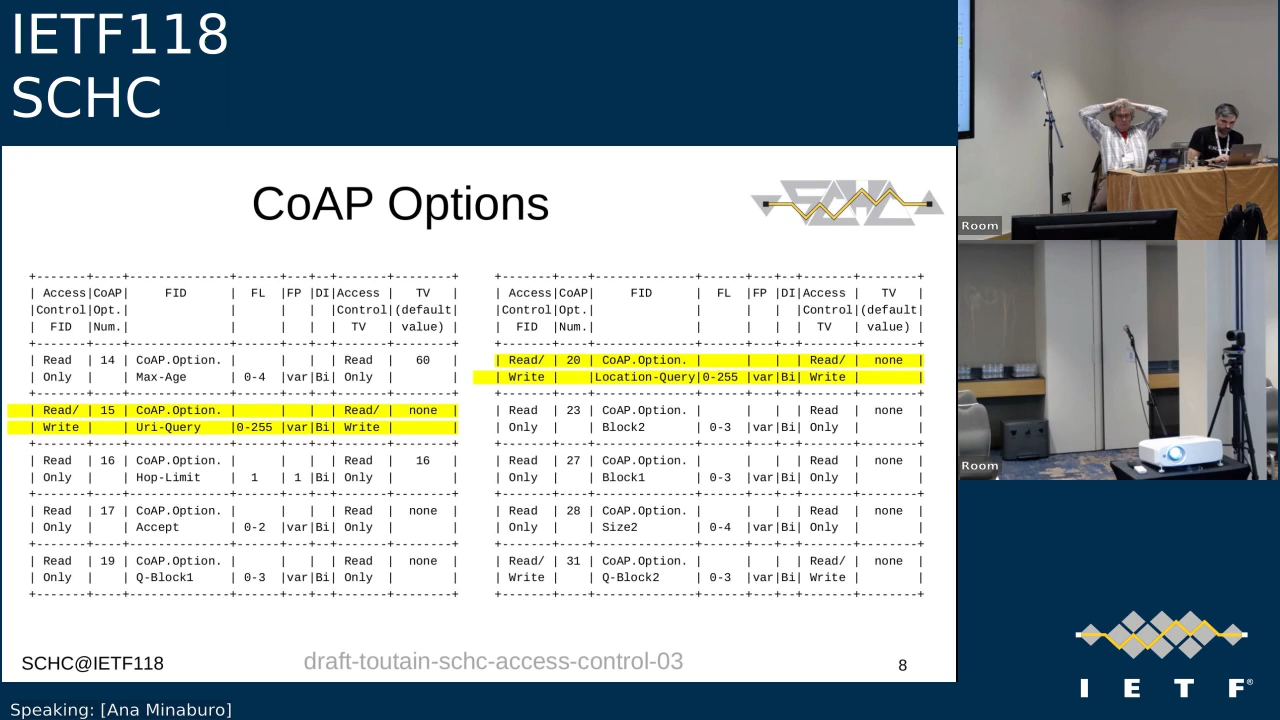 IETF118
SCHC
CoAP Options
SCHC
+-------+----+-------------+------+---+--+-------+-------+
| Access|CoAP|     FID     |  FL  |FP |DI|Access |   TV   |
|Control|Opt.|             |      |   |  |Control|(default|
|  FID  |Num.|             |      |   |  |  TV   | value) |
+-------+----+-------------+------+---+--+-------+-------+
| Read  | 14 | CoAP.Option.|      |   |  | Read  |   60   |
| Only  |    | Max-Age     | 0-4  |var|Bi| Only  |        |
+-------+----+-------------+------+---+--+-------+-------+
| Read/ | 15 | CoAP.Option.|      |   |  | Read/ |  none  |
| Write |    | Uri-Query   |0-255 |var|Bi| Write |        |
+-------+----+-------------+------+---+--+-------+-------+
| Read  | 16 | CoAP.Option.|      |   |  | Read  |   16   |
| Only  |    | Hop-Limit   |  1   | 1 |Bi| Only  |        |
+-------+----+-------------+------+---+--+-------+-------+
| Read  | 17 | CoAP.Option.|      |   |  | Read  |  none  |
| Only  |    | Accept      | 0-2  |var|Bi| Only  |        |
+-------+----+-------------+------+---+--+-------+-------+
| Read  | 19 | CoAP.Option.|      |   |  | Read  |  none  |
| Only  |    | Q-Block1    | 0-3  |var|Bi| Only  |        |
+-------+----+-------------+------+---+--+-------+-------+
+-------+----+--------------+------+---+--+-------+-------+
| Access|CoAP|     FID      |  FL  |FP |DI|Access |   TV   |
|Control|Opt.|              |      |   |  |Control|(default|
|  FID  |Num.|              |      |   |  |  TV   | value) |
+-------+----+--------------+------+---+--+-------+-------+
| Read/ | 20 | CoAP.Option. |      |   |  | Read/ |  none  |
| Write |    |Location-Query|0-255 |var|Bi| Write |        |
+-------+----+--------------+------+---+--+-------+-------+
| Read  | 23 | CoAP.Option. |      |   |  | Read  |  none  |
| Only  |    | Block2       | 0-3  |var|Bi| Only  |        |
+-------+----+--------------+------+---+--+-------+-------+
| Read  | 27 | CoAP.Option. |      |   |  | Read  |  none  |
| Only  |    | Block1       | 0-3  |var|Bi| Only  |        |
+-------+----+--------------+------+---+--+-------+-------+
| Read  | 28 | CoAP.Option. |      |   |  | Read  |  none  |
| Only  |    | Size2        | 0-4  |var|Bi| Only  |        |
+-------+----+--------------+------+---+--+-------+-------+
| Read/ | 31 | CoAP.Option. |      |   |  | Read/ |  none  |
| Write |    | Q-Block2     | 0-3  |var|Bi| Write |        |
+-------+----+--------------+------+---+--+-------+-------+
SCHC@IETF118
draft-toutain-schc-access-control-03
8
Room
Room
IETF®
Speaking: [Ana Minaburo]